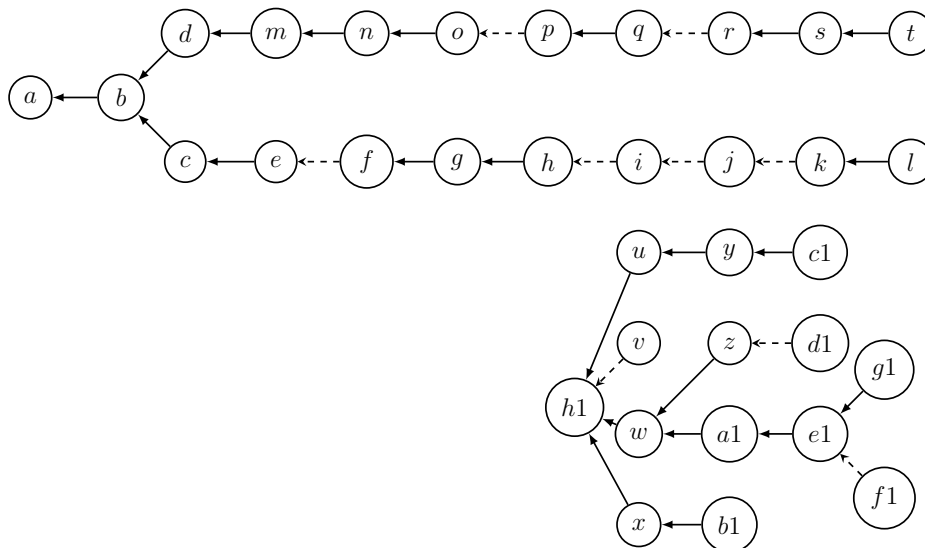 d m n o p q r s t
a b
c e f g h i j k l
u y c1
v z d1
g1
h1
w a1 e1
f1
x b1